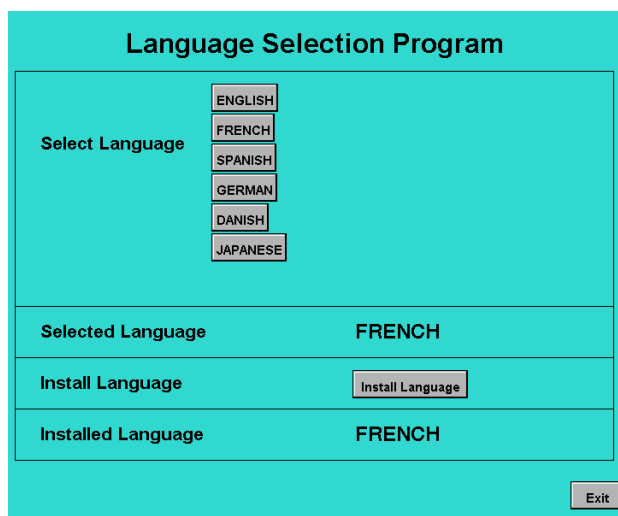 Language Selection Program
Select Language
ENGLISH
FRENCH
SPANISH
GERMAN
DANISH
JAPANESE
Selected Language FRENCH
Install Language Install Language
Installed Language FRENCH
Exit